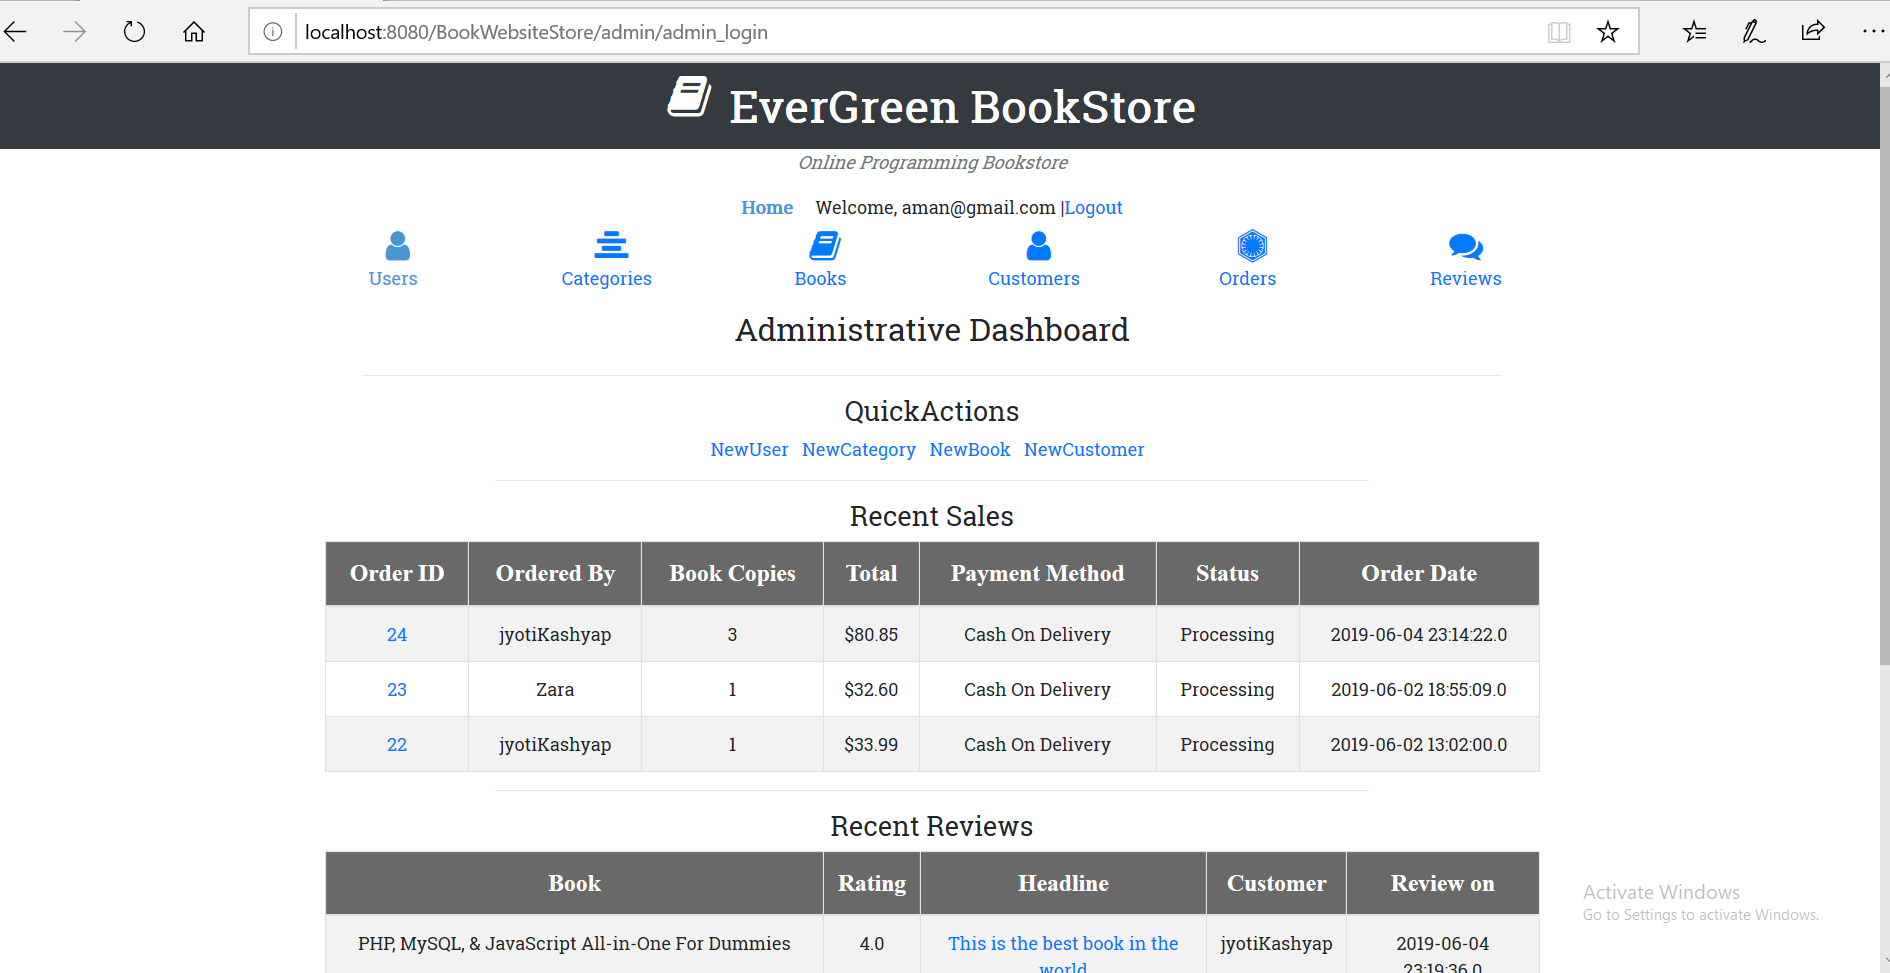 localhost:8080/BookWebsiteStore/admin/admin_login
EverGreen BookStore
Online Programming Bookstore
Home Welcome, aman@gmail.com |Logout
Users Categories Books Customers Orders Reviews
Administrative Dashboard
QuickActions
NewUser NewCategory NewBook NewCustomer
Recent Sales
Order ID Ordered By Book Copies Total Payment Method Status Order Date
24 jyotiKashyap 3 $80.85 Cash On Delivery Processing 2019-06-04 23:14:22.0
23 Zara 1 $32.60 Cash On Delivery Processing 2019-06-02 18:55:09.0
22 jyotiKashyap 1 $33.99 Cash On Delivery Processing 2019-06-02 13:02:00.0
Recent Reviews
Book Rating Headline Customer Review on
PHP, MySQL, & JavaScript All-in-One For Dummies 4.0 This is the best book in the jyotiKashyap 2019-06-04
world 23:19:36.0
Activate Windows
Go to Settings to activate Windows.